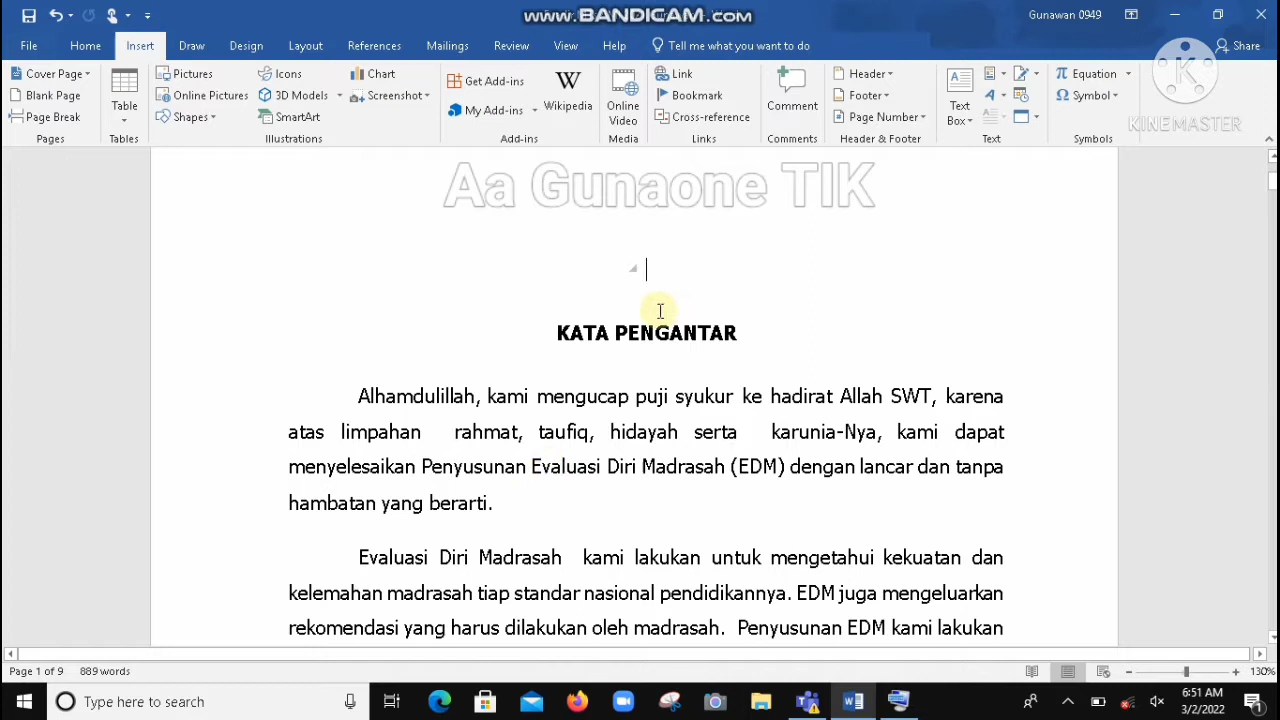 www.BANDICAM.com
Gunawan 0949
File Home Insert Draw Design Layout References Mailings Review View Help Tell me what you want to do Share
Cover Page
Blank Page
Page Break
Pages
Table
Tables
Pictures
Online Pictures
Shapes
Icons
3D Models
SmartArt
Chart
Screenshot
Illustrations
Get Add-ins
My Add-ins
Wikipedia
Add-ins
Online
Video
Media
Link
Bookmark
Cross-reference
Links
Comment
Comments
Header
Footer
Page Number
Header & Footer
Text
Box
Text
Equation
Symbol
Symbols
KINEMASTER
Aa Gunaone TIK
KATA PENGANTAR
Alhamdulillah, kami mengucap puji syukur ke hadirat Allah SWT, karena
atas limpahan rahmat, taufiq, hidayah serta karunia-Nya, kami dapat
menyelesaikan Penyusunan Evaluasi Diri Madrasah (EDM) dengan lancar dan tanpa
hambatan yang berarti.
Evaluasi Diri Madrasah kami lakukan untuk mengetahui kekuatan dan
kelemahan madrasah tiap standar nasional pendidikannya. EDM juga mengeluarkan
rekomendasi yang harus dilakukan oleh madrasah. Penyusunan EDM kami lakukan
Page 1 of 9 889 words 130%
Type here to search
6:51 AM
3/2/2022